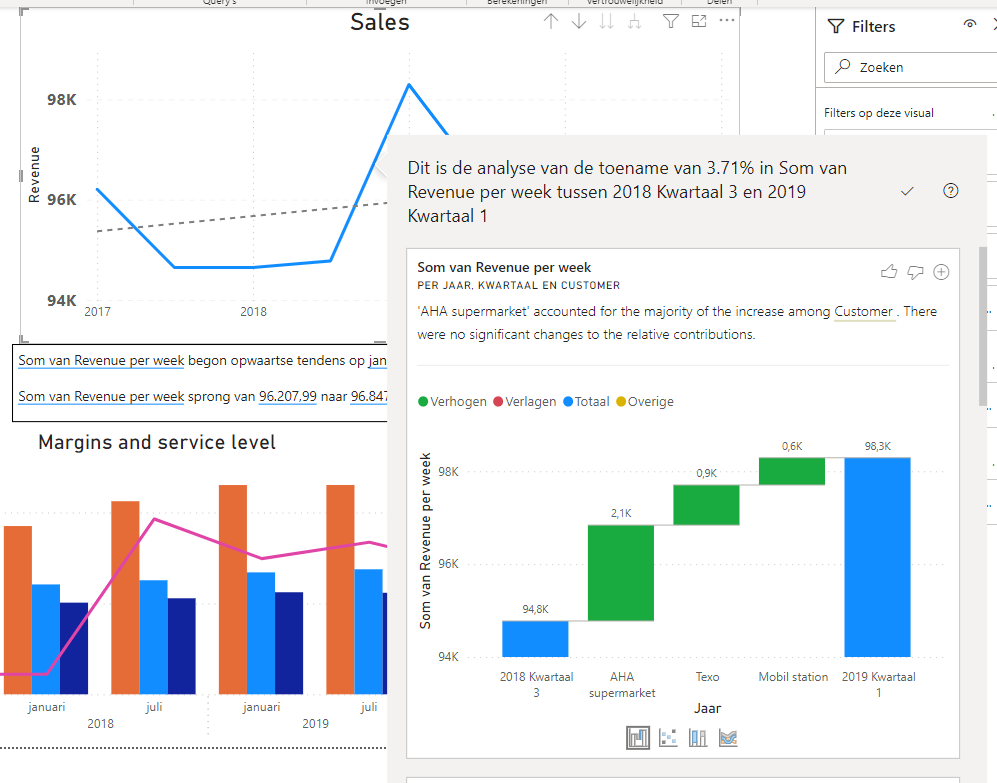 Query's Invoegen Berekeningen Vertrouwelijkheid Delen
Sales
Filters
Zoeken
Filters op deze visual
Revenue
98K
96K
94K
2017 2018
Som van Revenue per week begon opwaartse tendens op jan
Som van Revenue per week sprong van 96.207,99 naar 96.847
Margins and service level
januari juli januari juli
2018 2019
Dit is de analyse van de toename van 3.71% in Som van
Revenue per week tussen 2018 Kwartaal 3 en 2019
Kwartaal 1
Som van Revenue per week
PER JAAR, KWARTAAL EN CUSTOMER
'AHA supermarket' accounted for the majority of the increase among Customer . There
were no significant changes to the relative contributions.
Verhogen Verlagen Totaal Overige
Som van Revenue per week
98K
96K
94K
94,8K
2,1K
0,9K
0,6K
98,3K
2018 Kwartaal
3
AHA
supermarket
Texo
Mobil station
2019 Kwartaal
1
Jaar